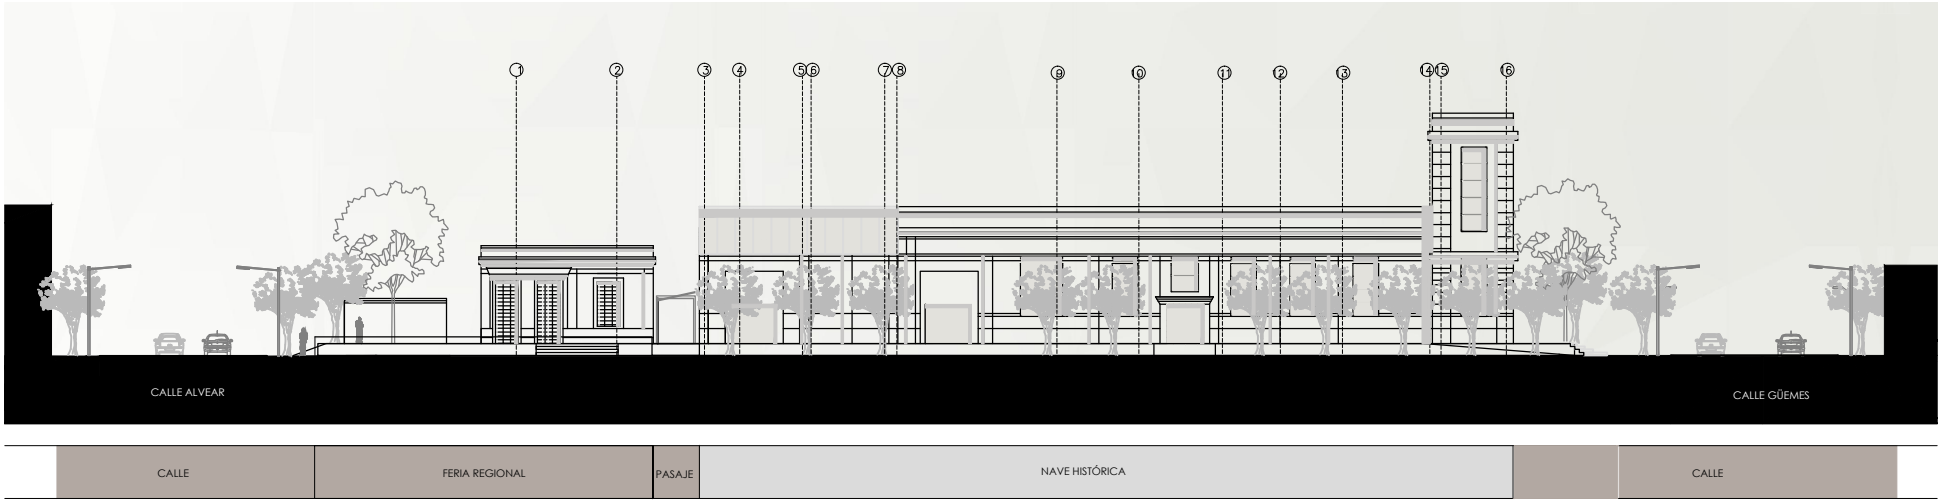 1 2 3 4 5 6 7 8 9 10 11 12 13 14 15 16
CALLE ALVEAR CALLE GÜEMES
CALLE FERIA REGIONAL PASAJE NAVE HISTÓRICA CALLE